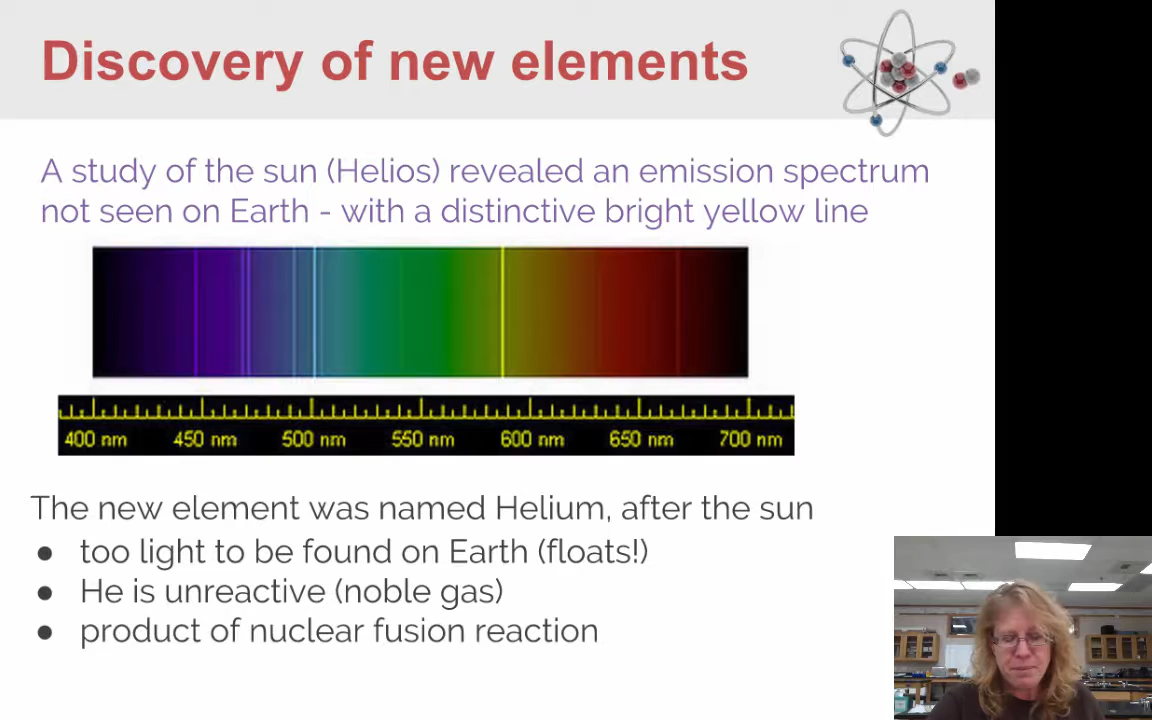 Discovery of new elements
A study of the sun (Helios) revealed an emission spectrum
not seen on Earth - with a distinctive bright yellow line
400 nm 450 nm 500 nm 550 nm 600 nm 650 nm 700 nm
The new element was named Helium, after the sun
● too light to be found on Earth (floats!)
● He is unreactive (noble gas)
● product of nuclear fusion reaction